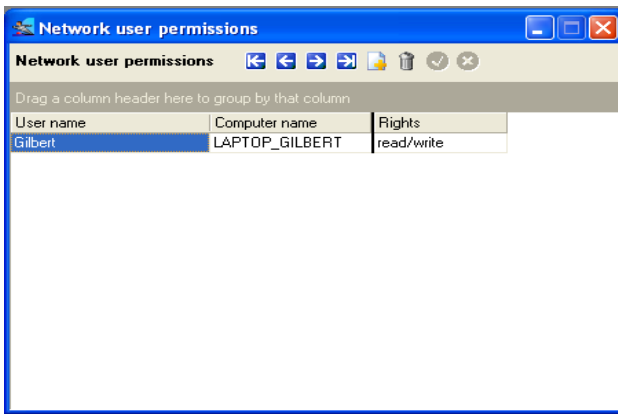 Network user permissions
Network user permissions
Drag a column header here to group by that column
User name Computer name Rights
Gilbert LAPTOP_GILBERT read/write